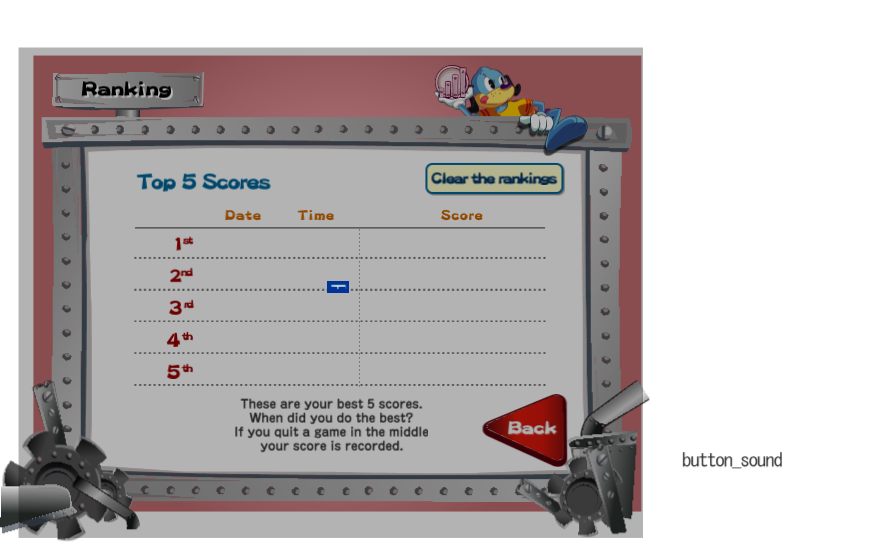 Ranking
Top 5 Scores
Clear the rankings
Date Time Score
1st
2nd
3rd
4th
5th
These are your best 5 scores.
When did you do the best?
If you quit a game in the middle
your score is recorded.
Back
button_sound